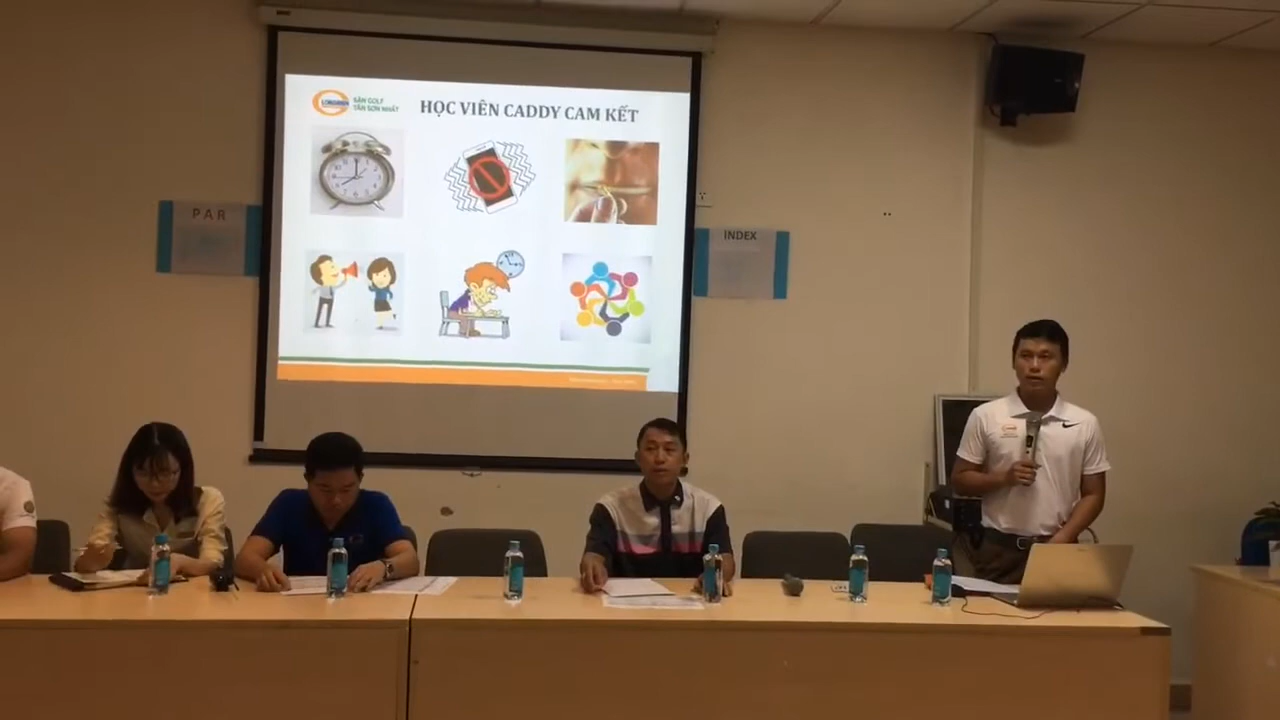 LONGBIEN
SÂN GOLF
TÂN SƠN NHẤT
HỌC VIÊN CADDY CAM KẾT
PAR
INDEX